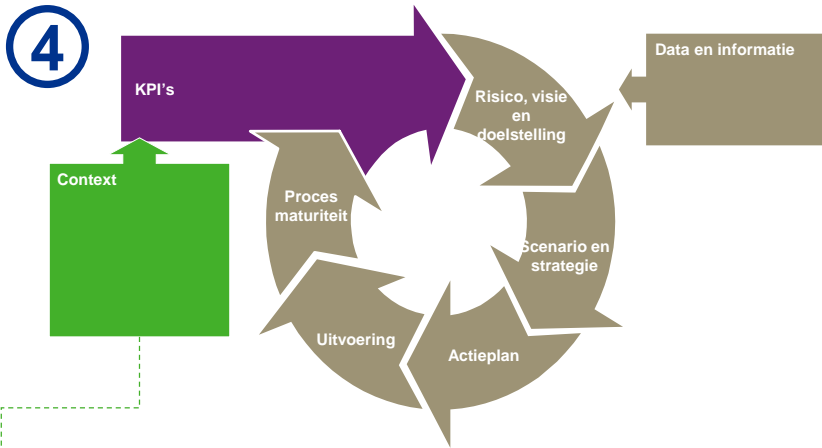 4
KPI's
Risico, visie
en
doelstelling
Data en informatie
Context
Proces
maturiteit
Scenario en
strategie
Uitvoering
Actieplan